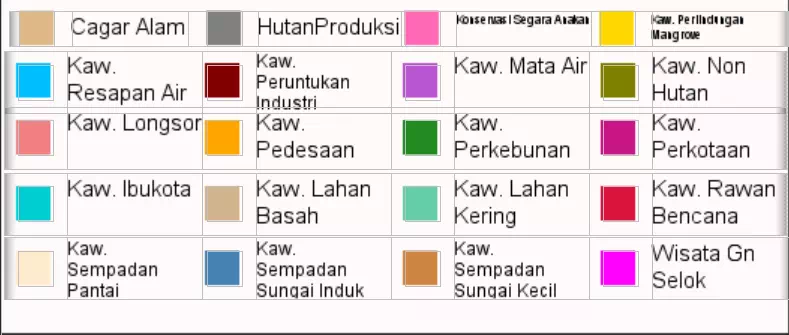 Cagar Alam
HutanProduksi
Konservasi Segara Anakan
Kaw. Perlindungan
Mangrove
Kaw.
Resapan Air
Kaw.
Peruntukan
Industri
Kaw. Mata Air
Kaw. Non
Hutan
Kaw. Longsor
Kaw.
Pedesaan
Kaw.
Perkebunan
Kaw.
Perkotaan
Kaw. Ibukota
Kaw. Lahan
Basah
Kaw. Lahan
Kering
Kaw. Rawan
Bencana
Kaw.
Sempadan
Pantai
Kaw.
Sempadan
Sungai Induk
Kaw.
Sempadan
Sungai Kecil
Wisata Gn
Selok